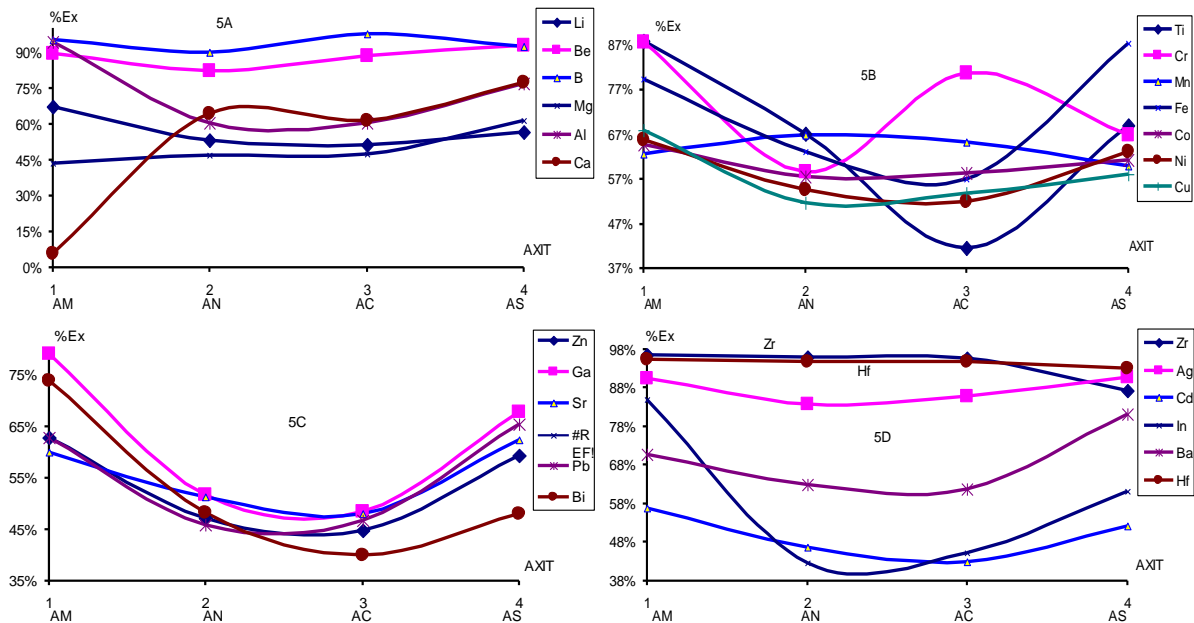 %Ex
5A
90%
75%
60%
45%
30%
15%
0%
AXIT
1 2 3 4
AM AN AC AS
Li
Be
B
Mg
Al
Ca
%Ex
5B
87%
77%
67%
57%
47%
37%
AXIT
1 2 3 4
AM AN AC AS
Ti
Cr
Mn
Fe
Co
Ni
Cu
%Ex
5C
75%
65%
55%
45%
35%
AXIT
1 2 3 4
AM AN AC AS
Zn
Ga
Sr
#R
EF!
Pb
Bi
%Ex
Zr
Hf
5D
98%
88%
78%
68%
58%
48%
38%
AXIT
1 2 3 4
AM AN AC AS
Zr
Ag
Cd
In
Ba
Hf